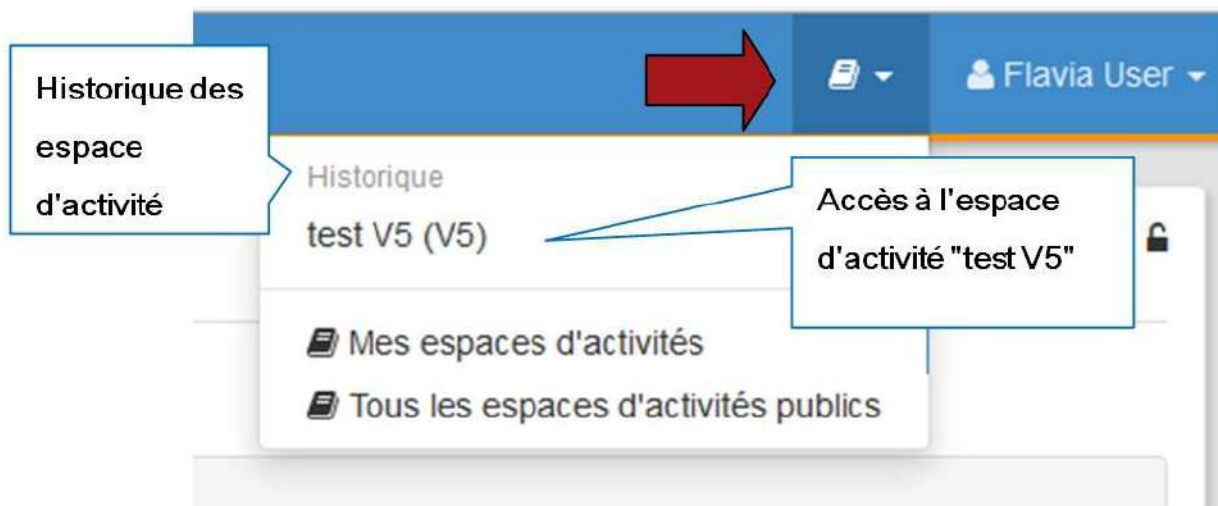 Historique des
espace
d'activité
Flavia User
Historique
test V5 (V5)
Accès à l'espace
d'activité "test V5"
Mes espaces d'activités
Tous les espaces d'activités publics